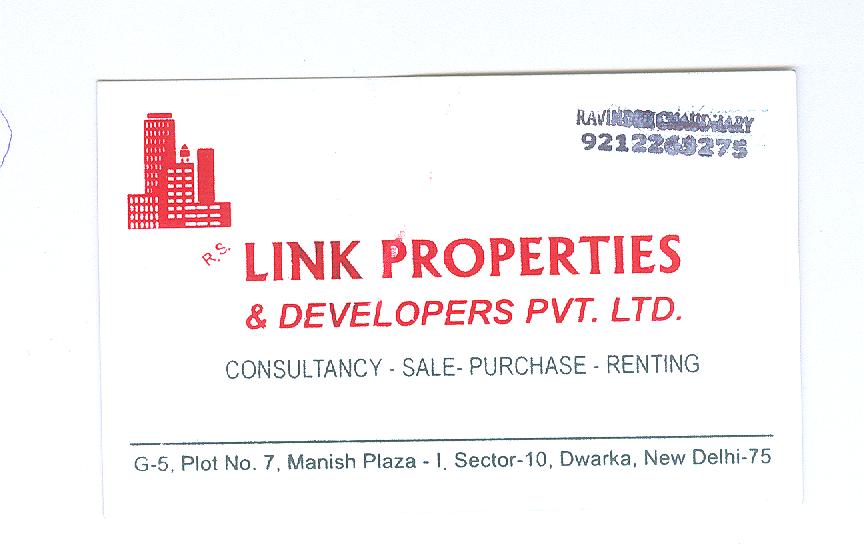 RAVINDER CHAUDHARY
R.S. LINK PROPERTIES
& DEVELOPERS PVT. LTD.
CONSULTANCY - SALE- PURCHASE - RENTING
G-5, Plot No. 7, Manish Plaza - I, Sector-10, Dwarka, New Delhi-75